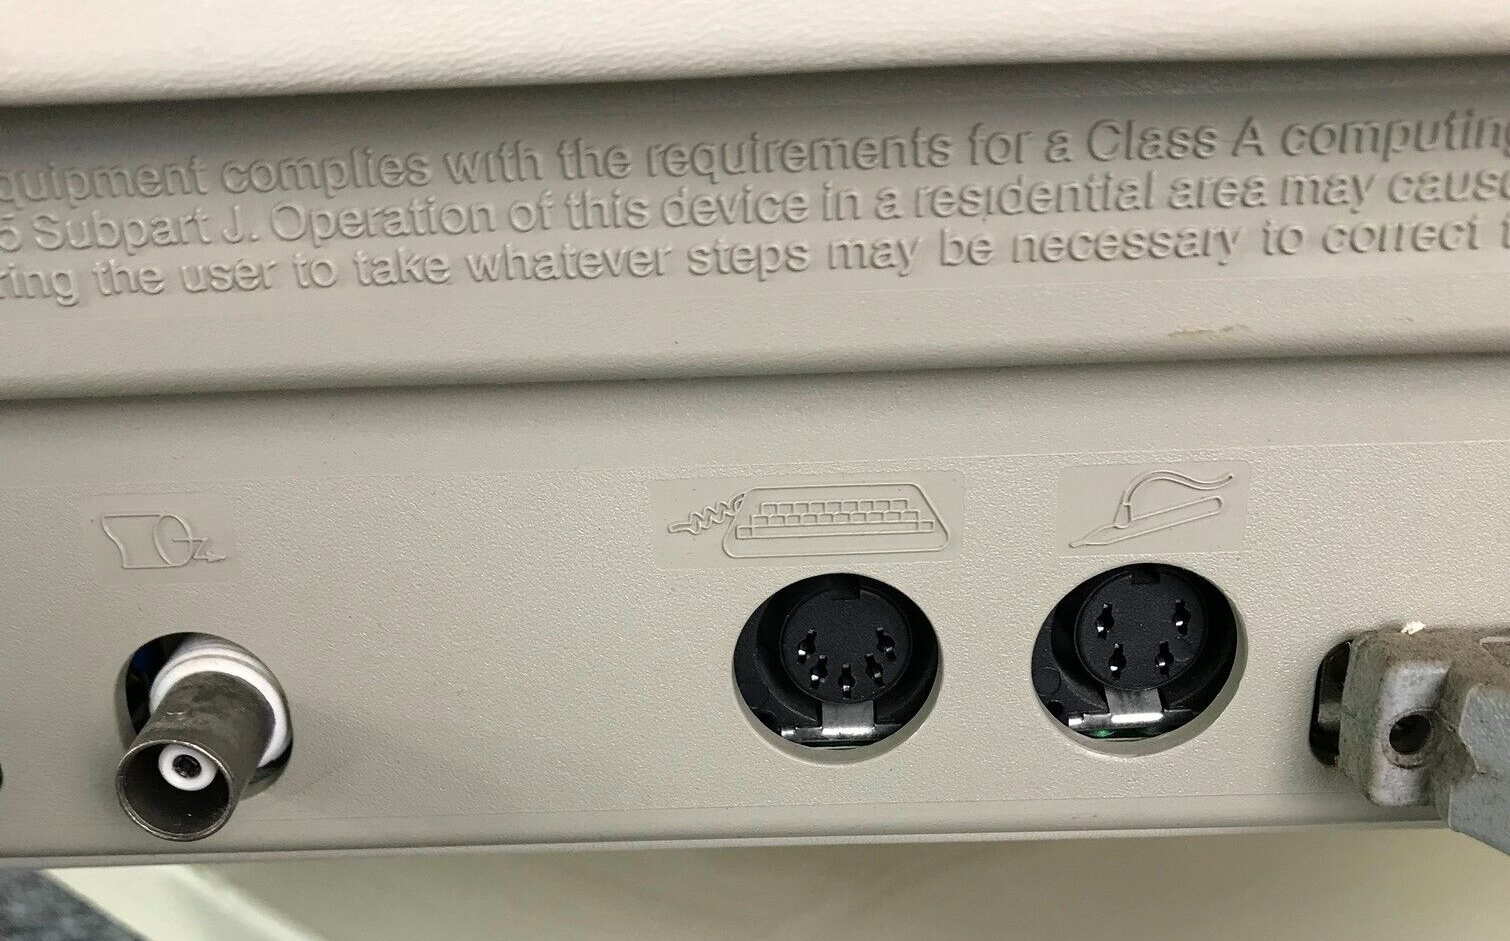 quipment complies with the requirements for a Class A computing
5 Subpart J. Operation of this device in a residential area may cause
ring the user to take whatever steps may be necessary to correct t